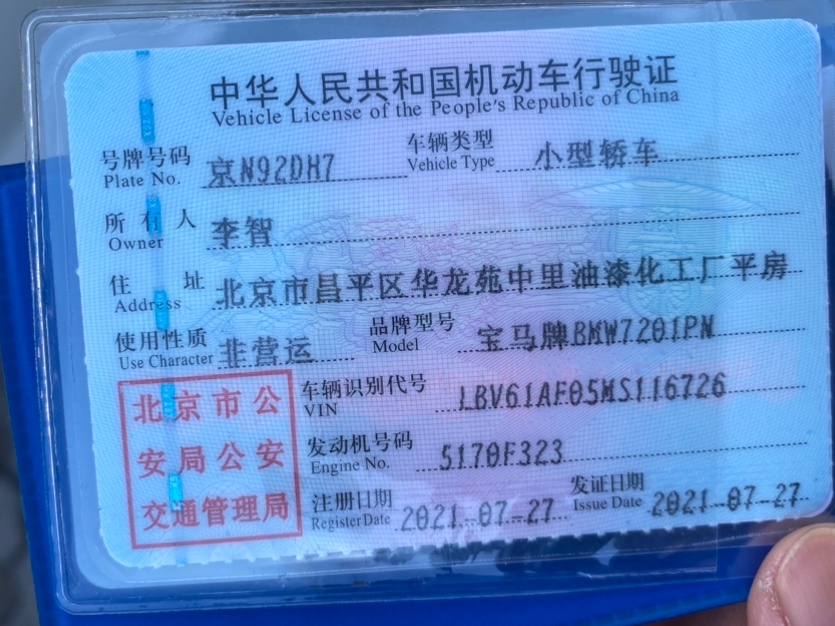 中华人民共和国机动车行驶证
Vehicle License of the People's Republic of China
号牌号码 京N92DH7 车辆类型 小型轿车
Plate No. Vehicle Type
所有人 李智
Owner
住址 北京市昌平区华龙苑中里油漆化工厂平房
Address
使用性质 非营运 品牌型号 宝马牌BMW7201PN
Use Character Model
北京市公 车辆识别代号 LBV61AF05MS116726
VIN
安局公安 发动机号码 5170F323
Engine No.
交通管理局 注册日期 2021-07-27 发证日期 2021-07-27
Register Date Issue Date